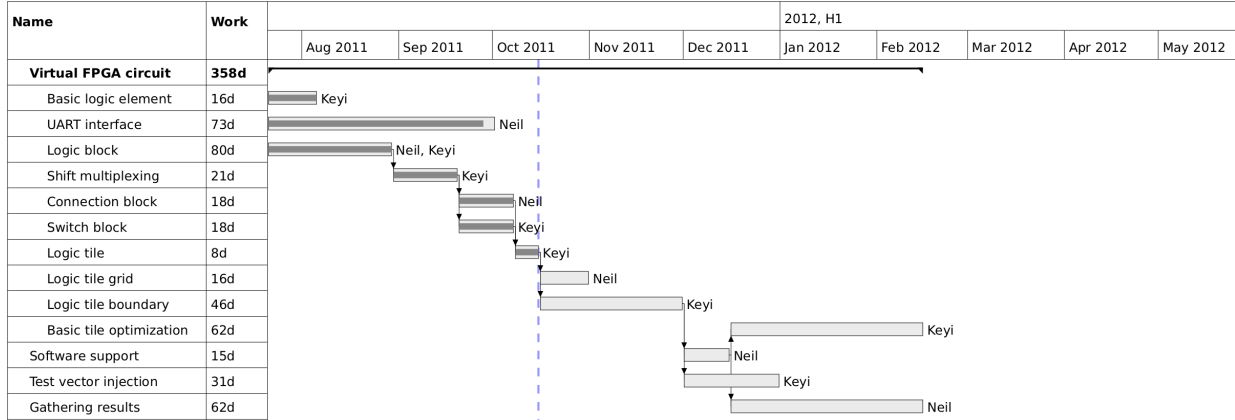 Name Work 2012, H1
Aug 2011 Sep 2011 Oct 2011 Nov 2011 Dec 2011 Jan 2012 Feb 2012 Mar 2012 Apr 2012 May 2012
Virtual FPGA circuit 358d
Basic logic element 16d Keyi
UART interface 73d Neil
Logic block 80d Neil, Keyi
Shift multiplexing 21d Keyi
Connection block 18d Neil
Switch block 18d Keyi
Logic tile 8d Keyi
Logic tile grid 16d Neil
Logic tile boundary 46d Keyi
Basic tile optimization 62d Keyi
Software support 15d Neil
Test vector injection 31d Keyi
Gathering results 62d Neil